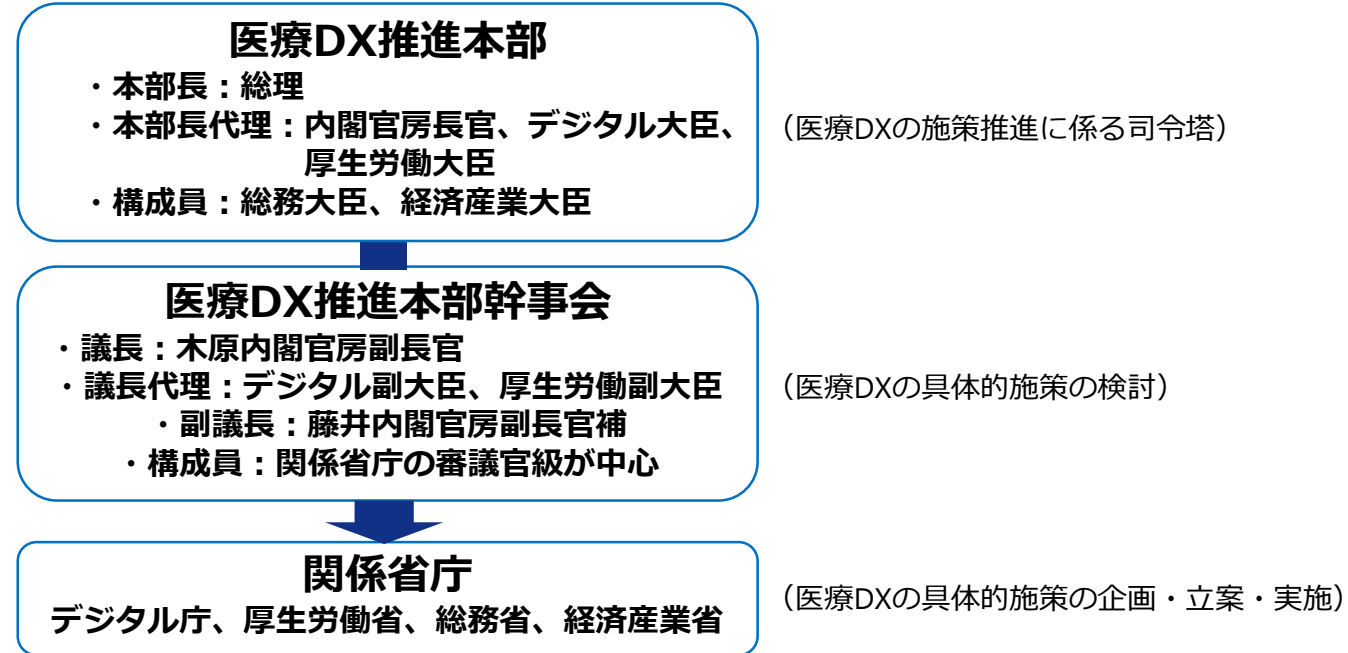 医療DX推進本部
・本部長：総理
・本部長代理：内閣官房長官、デジタル大臣、
厚生労働大臣
・構成員：総務大臣、経済産業大臣
（医療DXの施策推進に係る司令塔）
医療DX推進本部幹事会
・議長：木原内閣官房副長官
・議長代理：デジタル副大臣、厚生労働副大臣
・副議長：藤井内閣官房副長官補
・構成員：関係省庁の審議官級が中心
（医療DXの具体的施策の検討）
関係省庁
デジタル庁、厚生労働省、総務省、経済産業省
（医療DXの具体的施策の企画・立案・実施）